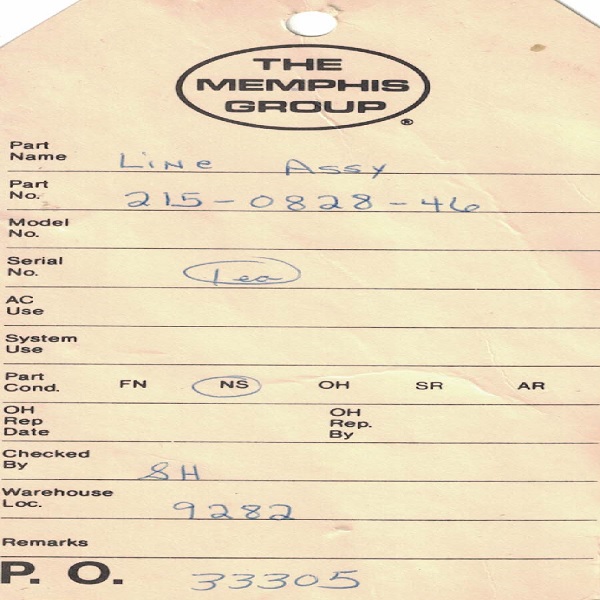 THE
MEMPHIS
GROUP
®
Part Name Line Assy
Part No. 215-0828-46
Model No.
Serial No. 1ea
AC Use
System Use
Part Cond. FN NS OH SR AR
OH Rep Date OH Rep. By
Checked By SH
Warehouse Loc. 9282
Remarks
P. O. 33305